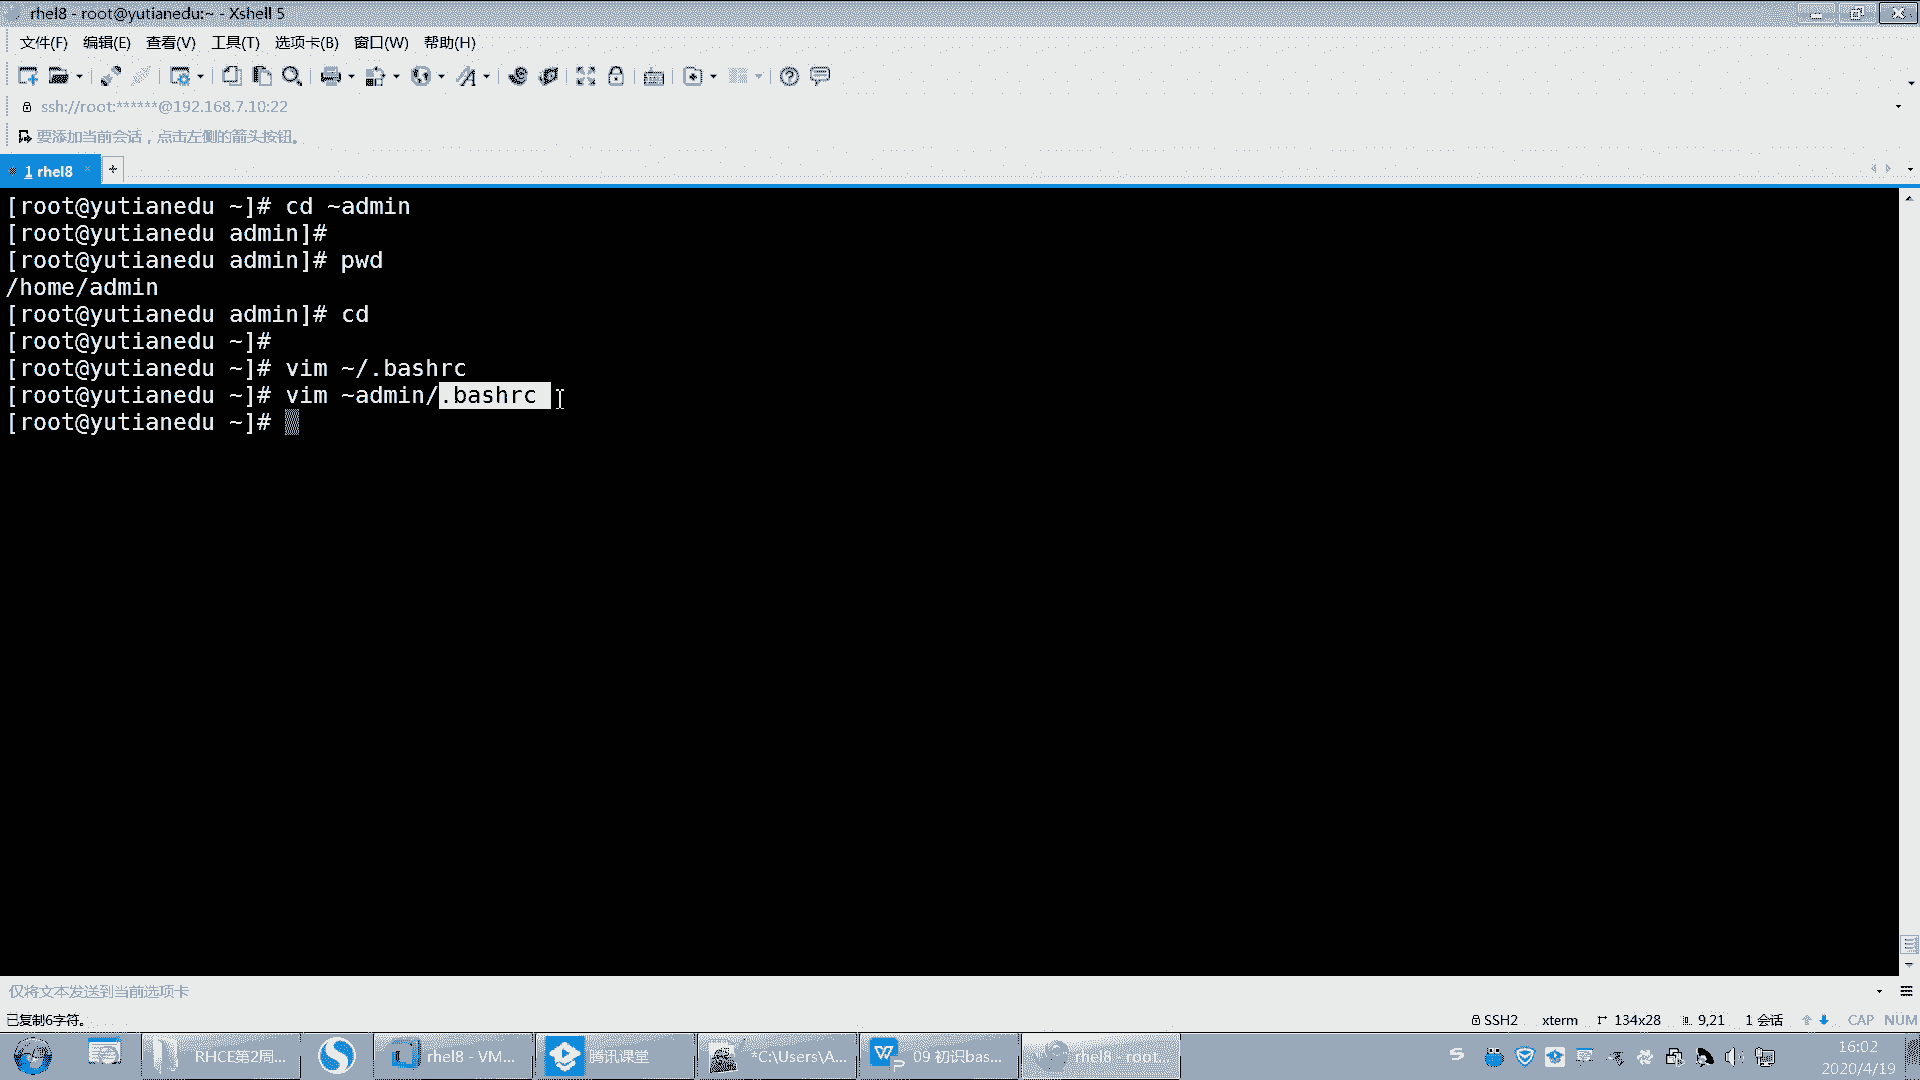 rhel8 - root@yutianedu:~ - Xshell 5
文件(F) 编辑(E) 查看(V) 工具(T) 选项卡(B) 窗口(W) 帮助(H)
ssh://root:******@192.168.7.10:22
要添加当前会话，点击左侧的箭头按钮。
1 rhel8 × +
[root@yutianedu ~]# cd ~admin
[root@yutianedu admin]#
[root@yutianedu admin]# pwd
/home/admin
[root@yutianedu admin]# cd
[root@yutianedu ~]#
[root@yutianedu ~]# vim ~/.bashrc
[root@yutianedu ~]# vim ~admin/.bashrc
[root@yutianedu ~]#
仅将文本发送到当前选项卡
已复制6字符。 SSH2 xterm 134x28 9,21 1 会话 CAP NUM
RHCE第2周... rhel8 - VM... 腾讯课堂 *C:\Users\A... 09 初识bas... rhel8 - root... 16:02
2020/4/19